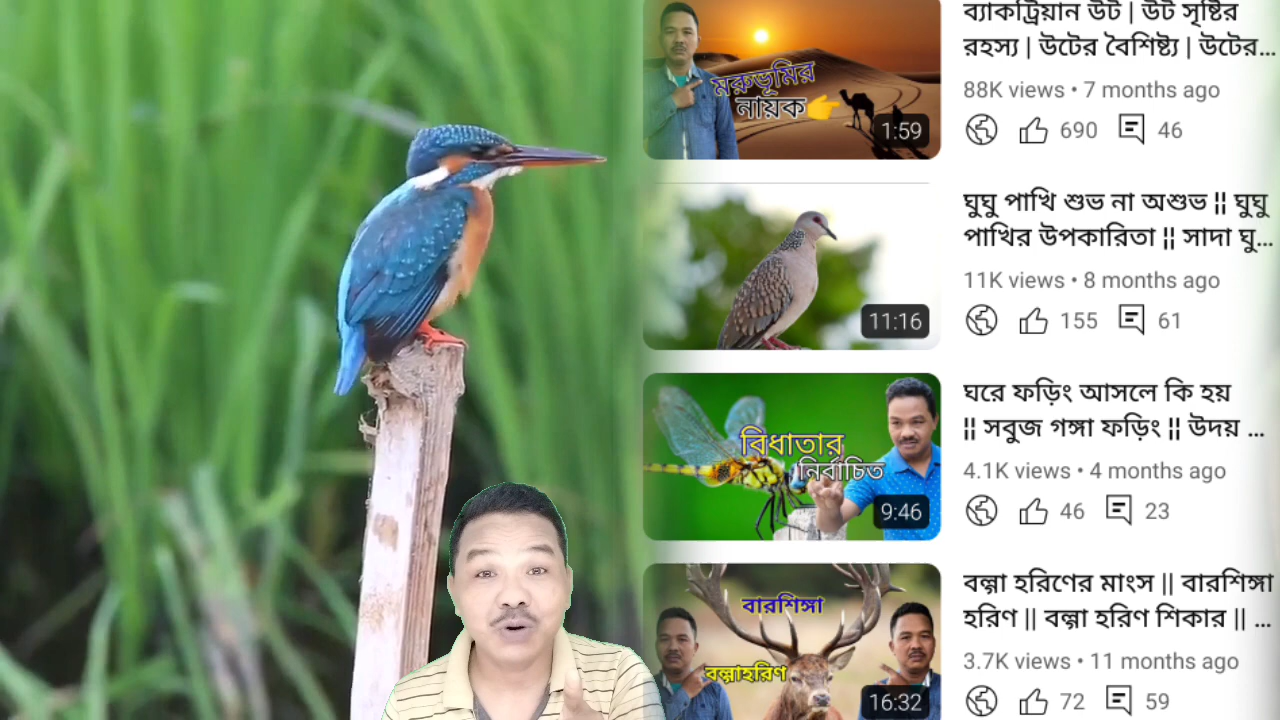 ব্যাকট্রিয়ান উট | উট সৃষ্টির
রহস্য | উটের বৈশিষ্ট্য | উটের...
88K views • 7 months ago
690 46
মরুভূমির
নায়ক
1:59
ঘুঘু পাখি শুভ না অশুভ ¦¦ ঘুঘু
পাখির উপকারিতা ¦¦ সাদা ঘু...
11K views • 8 months ago
155 61
11:16
ঘরে ফড়িং আসলে কি হয়
¦¦ সবুজ গঙ্গা ফড়িং ¦¦ উদয় ...
4.1K views • 4 months ago
46 23
বিধাতার
নির্বাচিত
9:46
বল্গা হরিণের মাংস || বারশিঙ্গা
হরিণ || বল্গা হরিণ শিকার || ...
3.7K views • 11 months ago
72 59
বারশিঙ্গা
বল্গাহরিণ
16:32